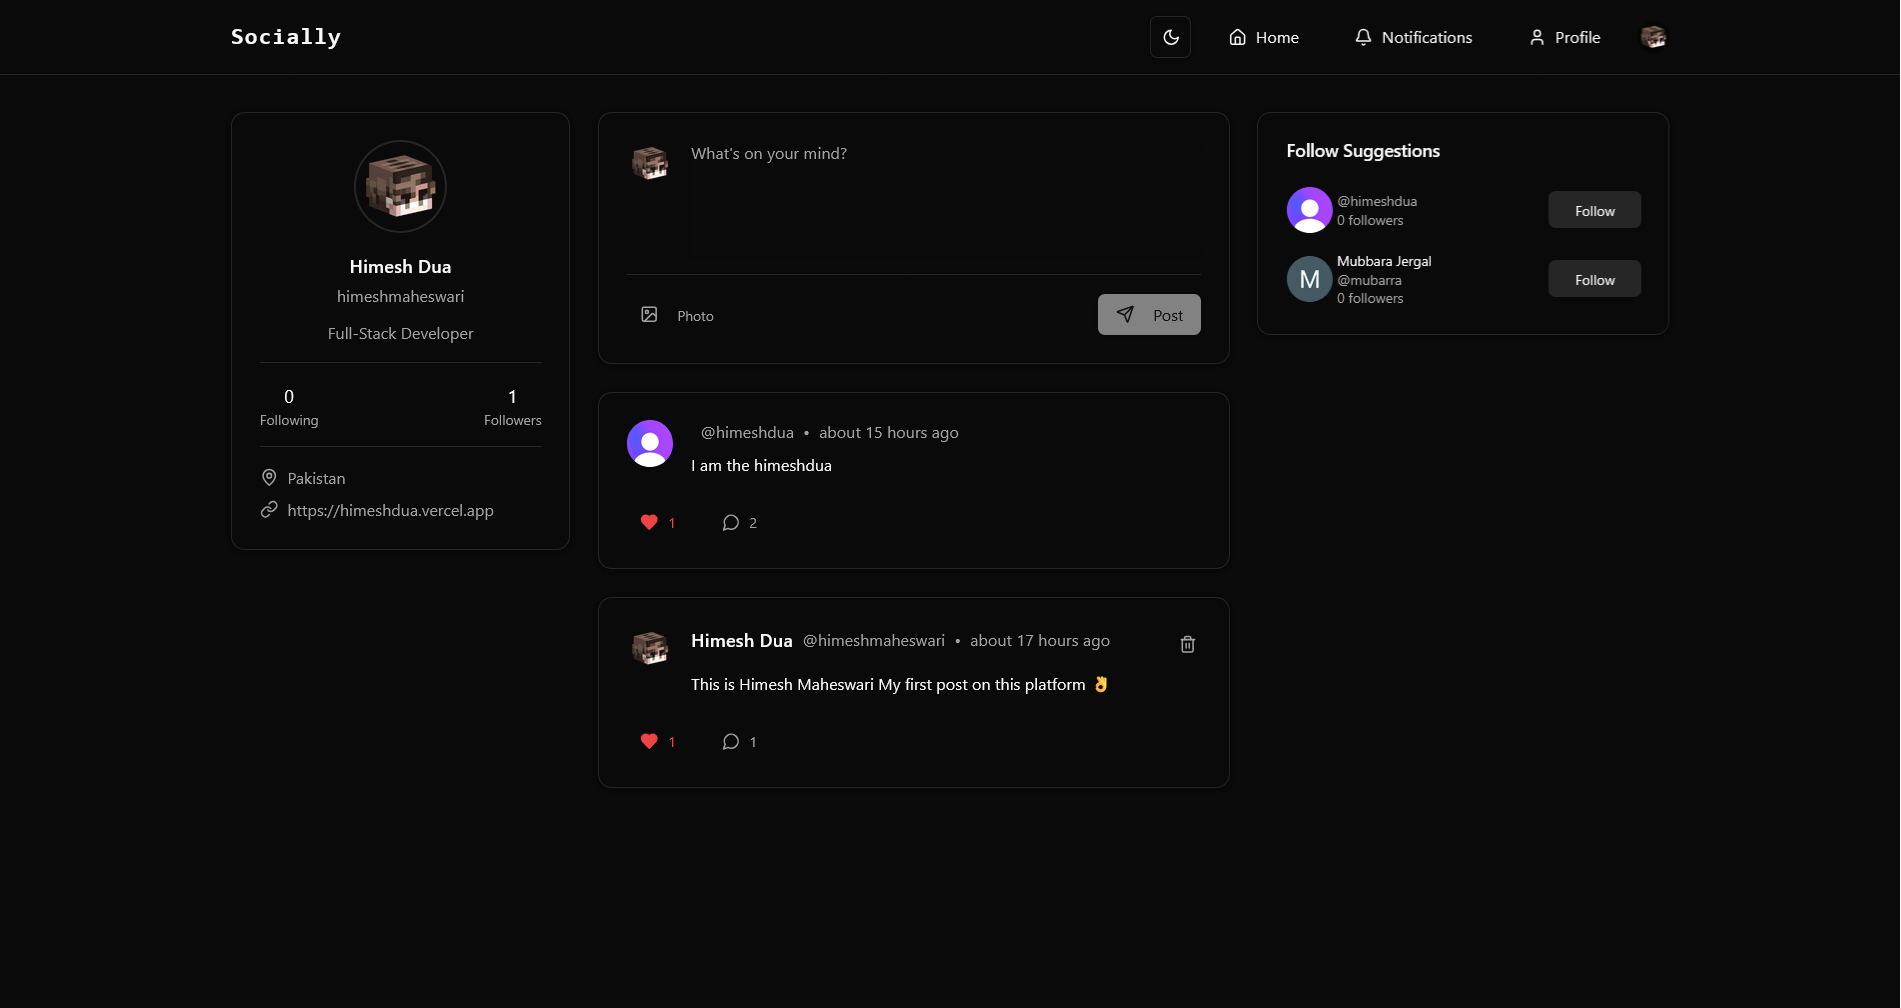 Socially
Home
Notifications
Profile
Himesh Dua
himeshmaheswari
Full-Stack Developer
0
Following
1
Followers
Pakistan
https://himeshdua.vercel.app
What's on your mind?
Photo
Post
@himeshdua • about 15 hours ago
I am the himeshdua
1
2
Himesh Dua @himeshmaheswari • about 17 hours ago
This is Himesh Maheswari My first post on this platform 👌
1
1
Follow Suggestions
@himeshdua
0 followers
Follow
M
Mubbara Jergal
@mubarra
0 followers
Follow